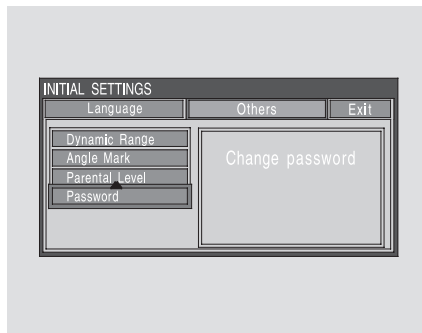 INITIAL SETTINGS
Language Others Exit
Dynamic Range
Angle Mark
Parental Level
Password
Change password